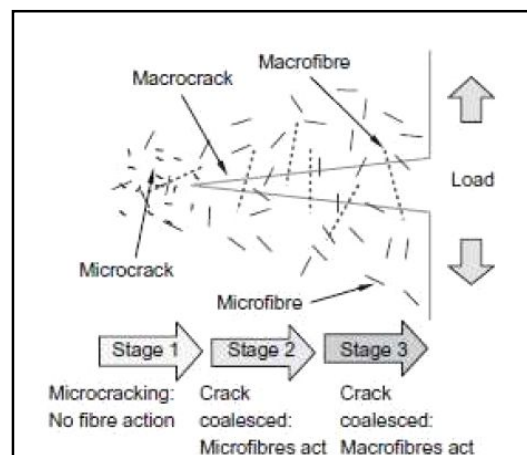 Macrofibre
Macrocrack
Load
Microcrack
Microfibre
Stage 1
Stage 2
Stage 3
Microcracking:
No fibre action
Crack
coalesced:
Microfibres act
Crack
coalesced:
Macrofibres act